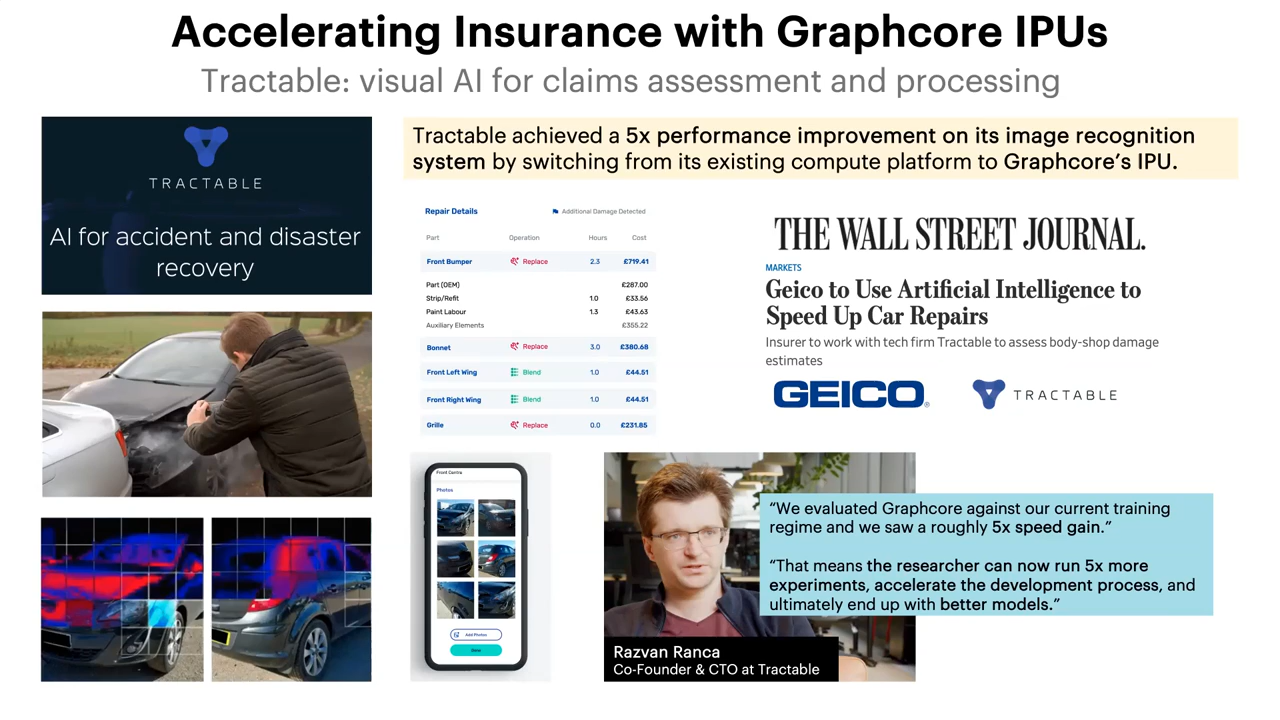 Accelerating Insurance with Graphcore IPUs
Tractable: visual AI for claims assessment and processing
TRACTABLE
AI for accident and disaster
recovery
Tractable achieved a 5x performance improvement on its image recognition
system by switching from its existing compute platform to Graphcore's IPU.
Repair Details Additional Damage Detected
Part Operation Hours Cost
Front Bumper Replace 2.3 £719.41
Part (OEM) £287.00
Strip/Refit 1.0 £33.56
Paint Labour 1.3 £43.63
Auxiliary Elements £355.22
Bonnet Replace 3.0 £380.68
Front Left Wing Blend 1.0 £44.51
Front Right Wing Blend 1.0 £44.51
Grille Replace 0.0 £231.85
THE WALL STREET JOURNAL.
MARKETS
Geico to Use Artificial Intelligence to
Speed Up Car Repairs
Insurer to work with tech firm Tractable to assess body-shop damage
estimates
GEICO®
TRACTABLE
Front Centre
Photos
Add Photos
Done
"We evaluated Graphcore against our current training
regime and we saw a roughly 5x speed gain."
"That means the researcher can now run 5x more
experiments, accelerate the development process, and
ultimately end up with better models."
Razvan Ranca
Co-Founder & CTO at Tractable